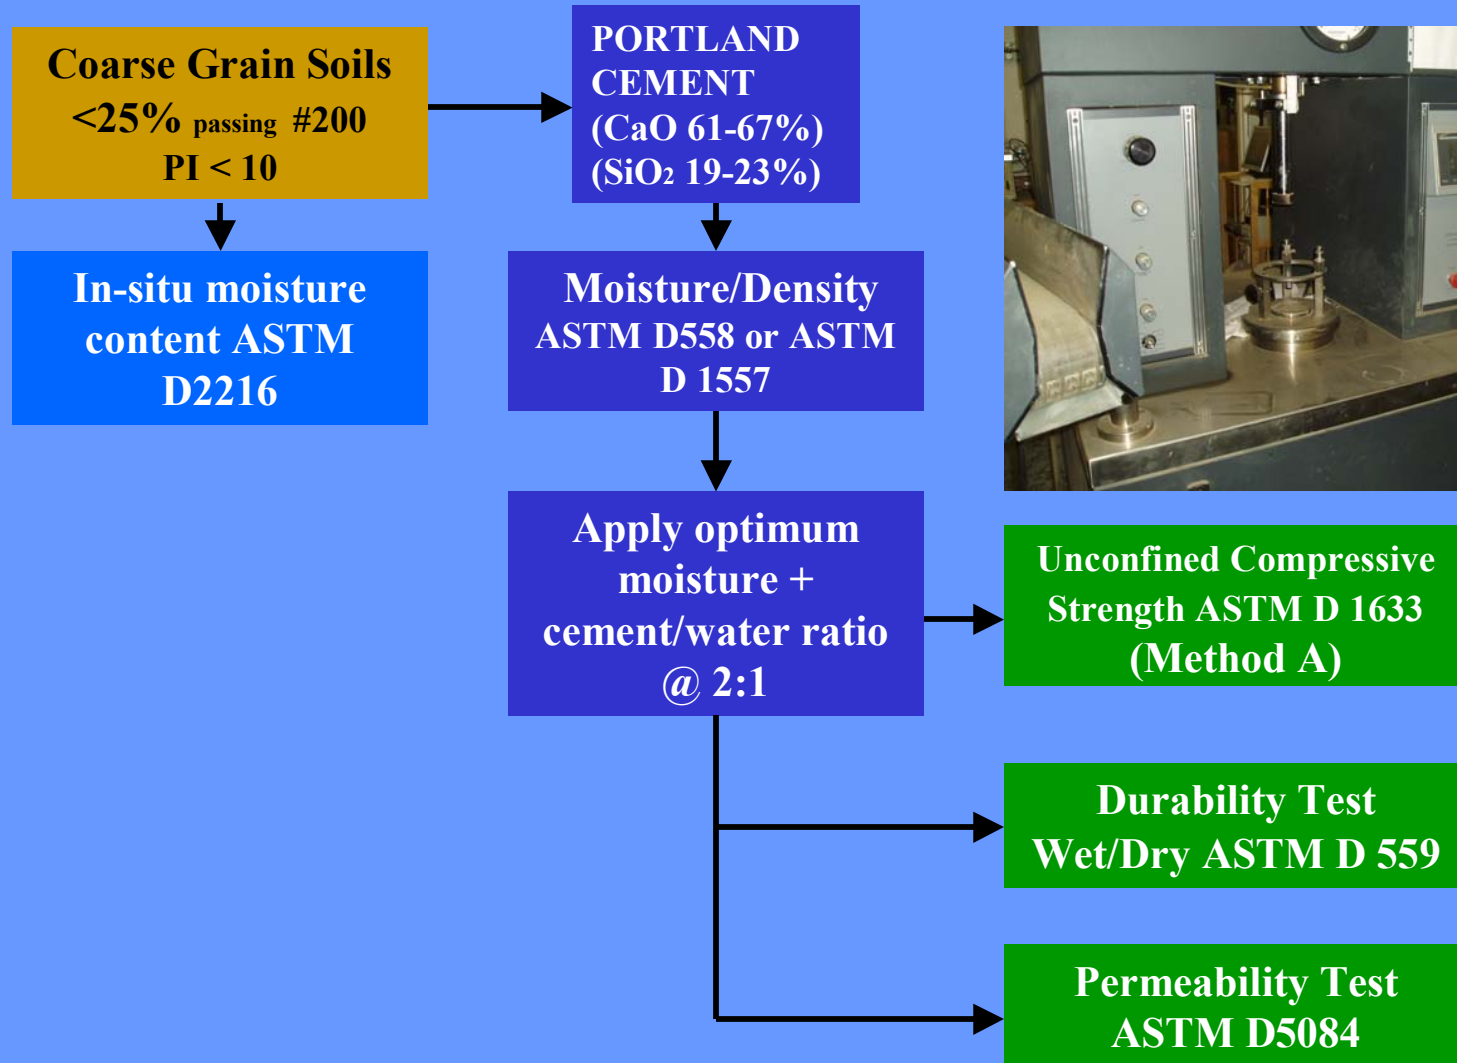 Coarse Grain Soils
<25% passing #200
PI < 10
PORTLAND
CEMENT
(CaO 61-67%)
(SiO2 19-23%)
In-situ moisture
content ASTM
D2216
Moisture/Density
ASTM D558 or ASTM
D 1557
Apply optimum
moisture +
cement/water ratio
@ 2:1
Unconfined Compressive
Strength ASTM D 1633
(Method A)
Durability Test
Wet/Dry ASTM D 559
Permeability Test
ASTM D5084